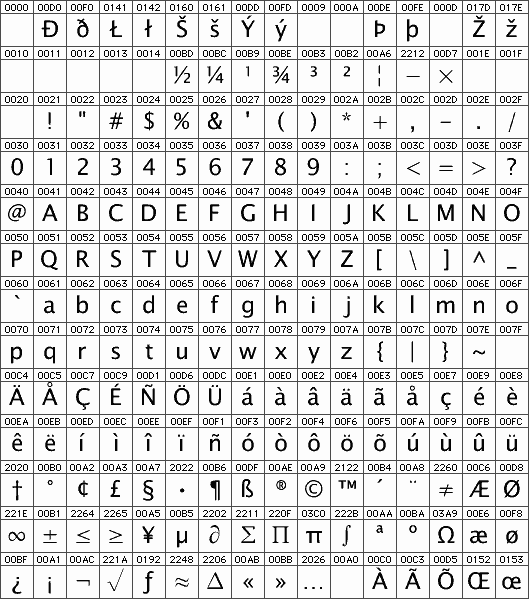 0000 00D0 00F0 0141 0142 0160 0161 00DD 00FD 0009 000A 00DE 00FE 000D 017D 017E
Ð ð Ł ł Š š Ý ý Þ þ Ž ž
0010 0011 0012 0013 0014 00BD 00BC 00B9 00BE 00B3 00B2 00A6 2212 00D7 001E 001F
½ ¼ ¹ ¾ ³ ² ¦ − ×
0020 0021 0022 0023 0024 0025 0026 0027 0028 0029 002A 002B 002C 002D 002E 002F
! " # $ % & ' ( ) * + , - . /
0030 0031 0032 0033 0034 0035 0036 0037 0038 0039 003A 003B 003C 003D 003E 003F
0 1 2 3 4 5 6 7 8 9 : ; < = > ?
0040 0041 0042 0043 0044 0045 0046 0047 0048 0049 004A 004B 004C 004D 004E 004F
@ A B C D E F G H I J K L M N O
0050 0051 0052 0053 0054 0055 0056 0057 0058 0059 005A 005B 005C 005D 005E 005F
P Q R S T U V W X Y Z [ \ ] ^ _
0060 0061 0062 0063 0064 0065 0066 0067 0068 0069 006A 006B 006C 006D 006E 006F
` a b c d e f g h i j k l m n o
0070 0071 0072 0073 0074 0075 0076 0077 0078 0079 007A 007B 007C 007D 007E 007F
p q r s t u v w x y z { | } ~
00C4 00C5 00C7 00C9 00D1 00D6 00DC 00E1 00E0 00E2 00E4 00E3 00E5 00E7 00E9 00E8
Ä Å Ç É Ñ Ö Ü á à â ä ã å ç é è
00EA 00EB 00ED 00EC 00EE 00EF 00F1 00F3 00F2 00F4 00F6 00F5 00FA 00F9 00FB 00FC
ê ë í ì î ï ñ ó ò ô ö õ ú ù û ü
2020 00B0 00A2 00A3 00A7 2022 00B6 00DF 00AE 00A9 2122 00B4 00A8 2260 00C6 00D8
† ° ¢ £ § • ¶ ß ® © ™ ´ ¨ ≠ Æ Ø
221E 00B1 2264 2265 00A5 00B5 2202 2211 220F 03C0 222B 00AA 00BA 03A9 00E6 00F8
∞ ± ≤ ≥ ¥ µ ∂ ∑ ∏ π ∫ ª º Ω æ ø
00BF 00A1 00AC 221A 0192 2248 2206 00AB 00BB 2026 00A0 00C0 00C3 00D5 0152 0153
¿ ¡ ¬ √ ƒ ≈ ∆ « » … À Ã Õ Œ œ